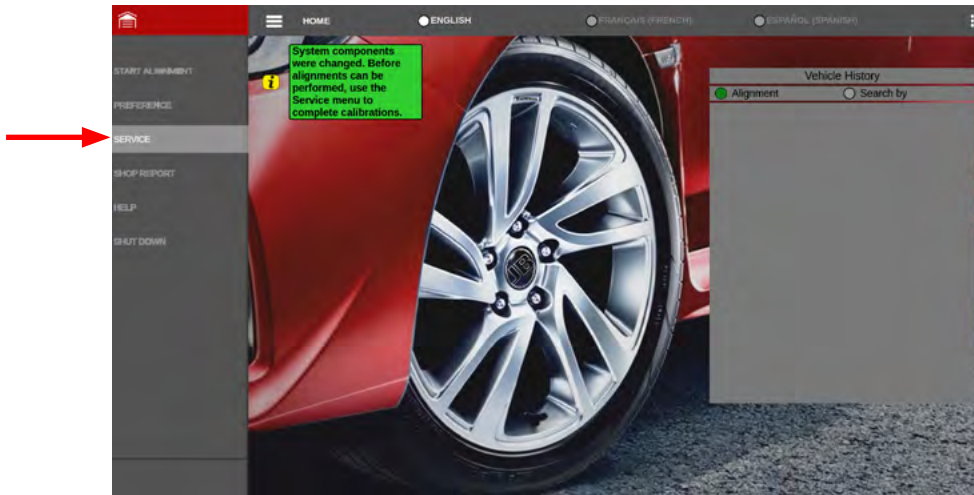 HOME
ENGLISH
FRANÇAIS (FRENCH)
ESPAÑOL (SPANISH)
START ALIGNMENT
PREFERENCE
SERVICE
SHOP REPORT
HELP
SHUT DOWN
i
System components
were changed. Before
alignments can be
performed, use the
Service menu to
complete calibrations.
Vehicle History
Alignment
Search by
JB